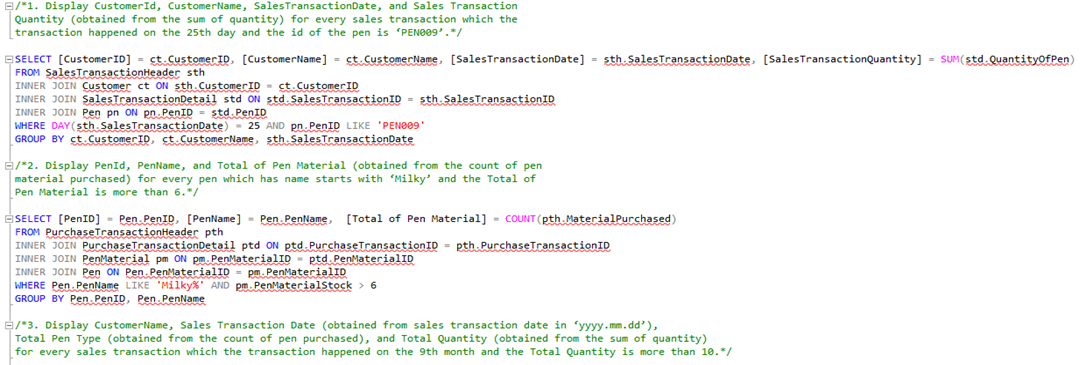 /*1. Display CustomerId, CustomerName, SalesTransactionDate, and Sales Transaction
Quantity (obtained from the sum of quantity) for every sales transaction which the
transaction happened on the 25th day and the id of the pen is ‘PEN009’.*/
SELECT [CustomerID] = ct.CustomerID, [CustomerName] = ct.CustomerName, [SalesTransactionDate] = sth.SalesTransactionDate, [SalesTransactionQuantity] = SUM(std.QuantityOfPen)
FROM SalesTransactionHeader sth
INNER JOIN Customer ct ON sth.CustomerID = ct.CustomerID
INNER JOIN SalesTransactionDetail std ON std.SalesTransactionID = sth.SalesTransactionID
INNER JOIN Pen pn ON pn.PenID = std.PenID
WHERE DAY(sth.SalesTransactionDate) = 25 AND pn.PenID LIKE 'PEN009'
GROUP BY ct.CustomerID, ct.CustomerName, sth.SalesTransactionDate
/*2. Display PenId, PenName, and Total of Pen Material (obtained from the count of pen
material purchased) for every pen which has name starts with ‘Milky’ and the Total of
Pen Material is more than 6.*/
SELECT [PenID] = Pen.PenID, [PenName] = Pen.PenName, [Total of Pen Material] = COUNT(pth.MaterialPurchased)
FROM PurchaseTransactionHeader pth
INNER JOIN PurchaseTransactionDetail ptd ON ptd.PurchaseTransactionID = pth.PurchaseTransactionID
INNER JOIN PenMaterial pm ON pm.PenMaterialID = ptd.PenMaterialID
INNER JOIN Pen ON Pen.PenMaterialID = pm.PenMaterialID
WHERE Pen.PenName LIKE 'Milky%' AND pm.PenMaterialStock > 6
GROUP BY Pen.PenID, Pen.PenName
/*3. Display CustomerName, Sales Transaction Date (obtained from sales transaction date in ‘yyyy.mm.dd’),
Total Pen Type (obtained from the count of pen purchased), and Total Quantity (obtained from the sum of quantity)
for every sales transaction which the transaction happened on the 9th month and the Total Quantity is more than 10.*/